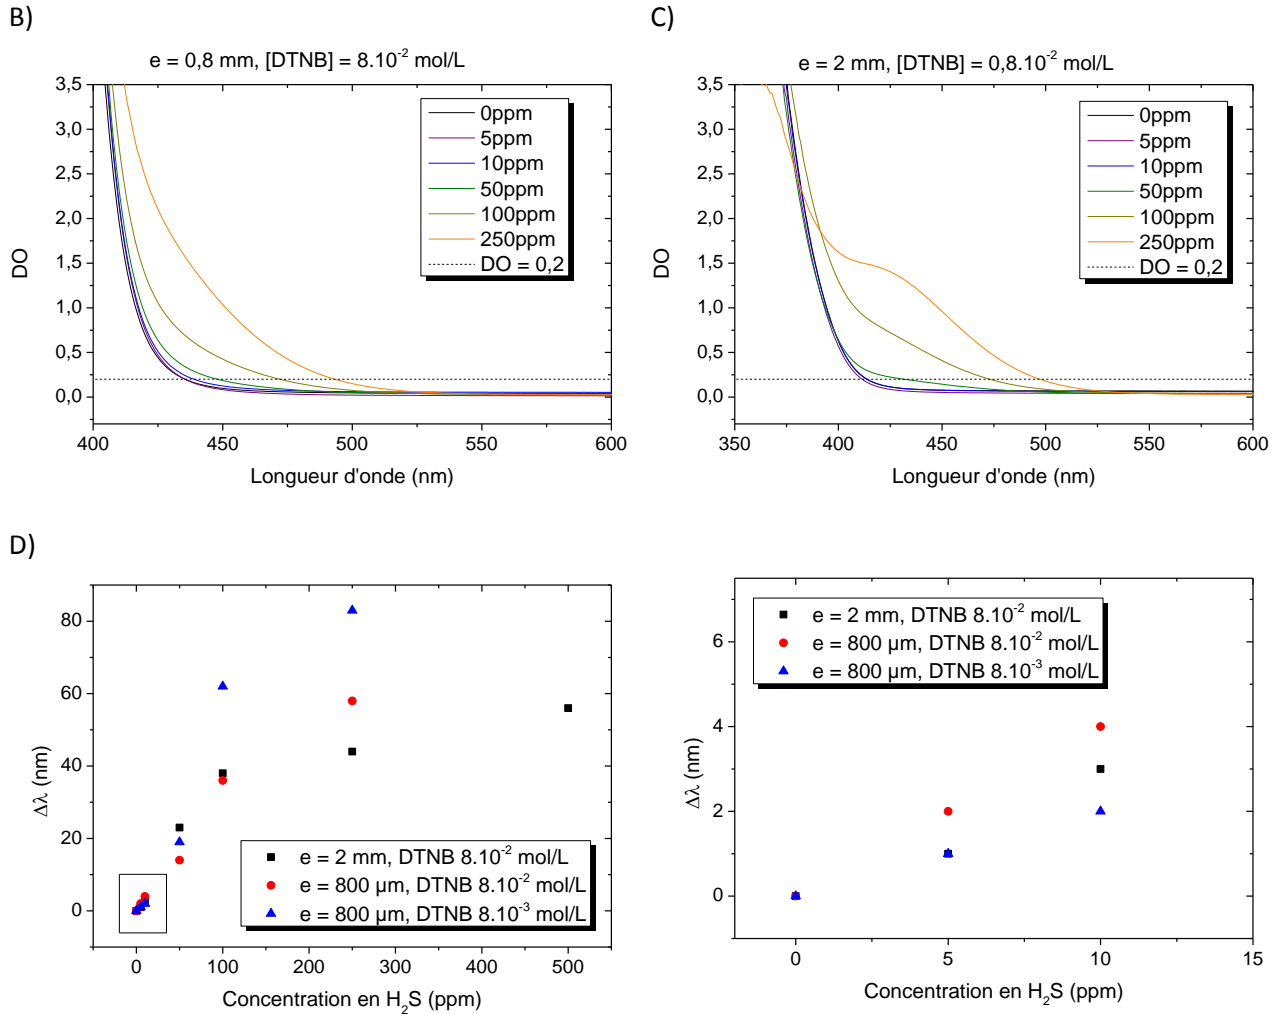 B)
e = 0,8 mm, [DTNB] = 8.10⁻² mol/L
3,5
3,0
2,5
2,0
1,5
1,0
0,5
0,0
DO
0ppm
5ppm
10ppm
50ppm
100ppm
250ppm
DO = 0,2
400 450 500 550 600
Longueur d'onde (nm)
C)
e = 2 mm, [DTNB] = 0,8.10⁻² mol/L
3,5
3,0
2,5
2,0
1,5
1,0
0,5
0,0
DO
0ppm
5ppm
10ppm
50ppm
100ppm
250ppm
DO = 0,2
350 400 450 500 550 600
Longueur d'onde (nm)
D)
80
60
40
20
0
Δλ (nm)
e = 2 mm, DTNB 8.10⁻² mol/L
e = 800 µm, DTNB 8.10⁻² mol/L
e = 800 µm, DTNB 8.10⁻³ mol/L
0 50 100 150 200 250 300 350 400 450 500
Concentration en H₂S (ppm)
6
4
2
0
Δλ (nm)
e = 2 mm, DTNB 8.10⁻² mol/L
e = 800 µm, DTNB 8.10⁻² mol/L
e = 800 µm, DTNB 8.10⁻³ mol/L
0 5 10 15
Concentration en H₂S (ppm)